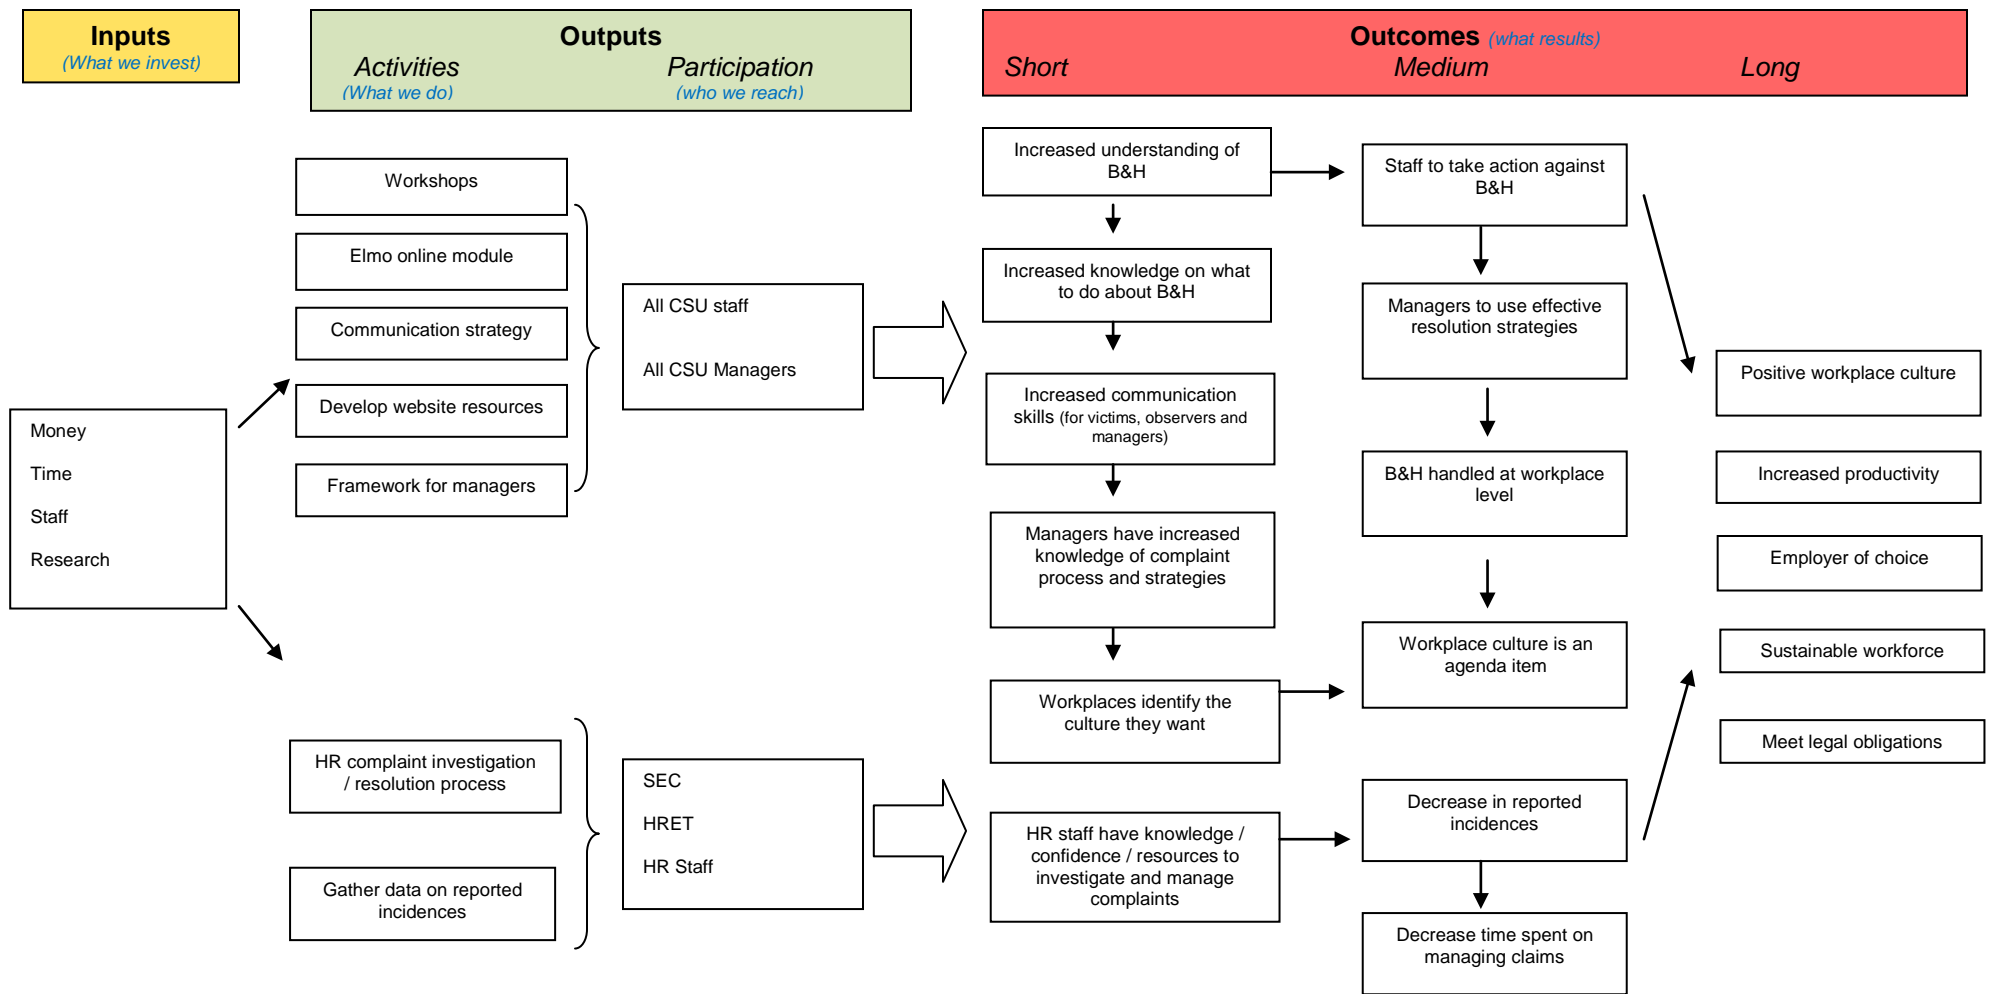 Inputs
(What we invest)
Outputs
Activities
Participation
(What we do)
(who we reach)
Outcomes (what results)
Short
Medium
Long
Money
Time
Staff
Research
Workshops
Elmo online module
Communication strategy
Develop website resources
Framework for managers
HR complaint investigation
/ resolution process
Gather data on reported
incidences
All CSU staff
All CSU Managers
SEC
HRET
HR Staff
Increased understanding of
B&H
Increased knowledge on what
to do about B&H
Increased communication
skills (for victims, observers and
managers)
Managers have increased
knowledge of complaint
process and strategies
Workplaces identify the
culture they want
HR staff have knowledge /
confidence / resources to
investigate and manage
complaints
Staff to take action against
B&H
Managers to use effective
resolution strategies
B&H handled at workplace
level
Workplace culture is an
agenda item
Decrease in reported
incidences
Decrease time spent on
managing claims
Positive workplace culture
Increased productivity
Employer of choice
Sustainable workforce
Meet legal obligations